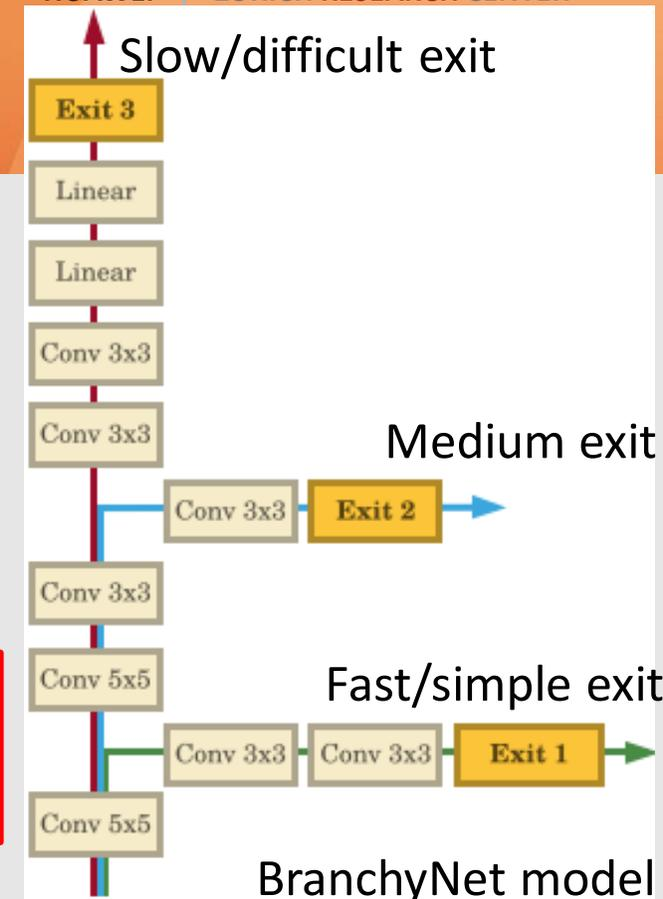 Slow/difficult exit
Exit 3
Linear
Linear
Conv 3x3
Conv 3x3
Medium exit
Conv 3x3 Exit 2
Conv 3x3
Conv 5x5
Fast/simple exit
Conv 3x3 Conv 3x3 Exit 1
Conv 5x5
BranchyNet model